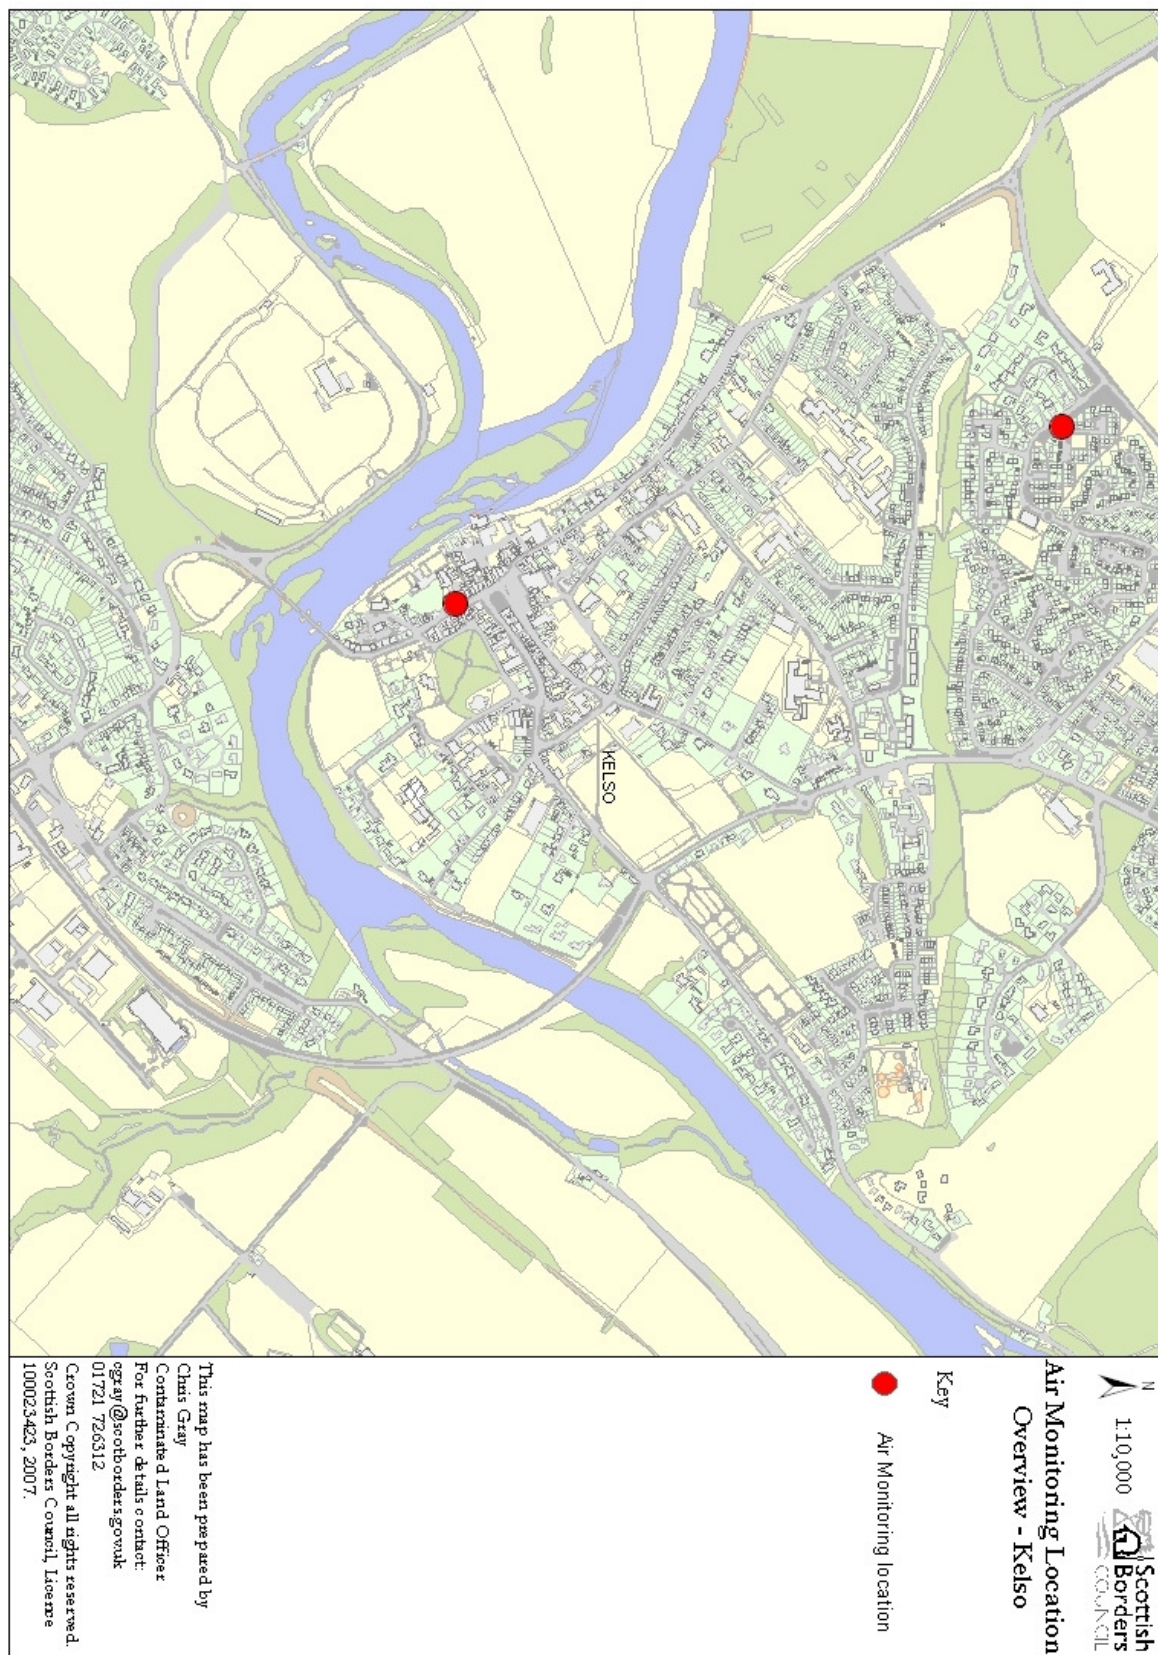 N
1:10,000
Scottish
Borders
COUNCIL
Air Monitoring Location
Overview - Kelso
Key
Air Monitoring location
KELSO
This map has been prepared by
Chris Gray
Contaminated Land Officer
For further details contact:
cgray@scotborders.gov.uk
01721 726312
Crown Copyright all rights reserved.
Scottish Borders Council, Licence
100023423, 2007.